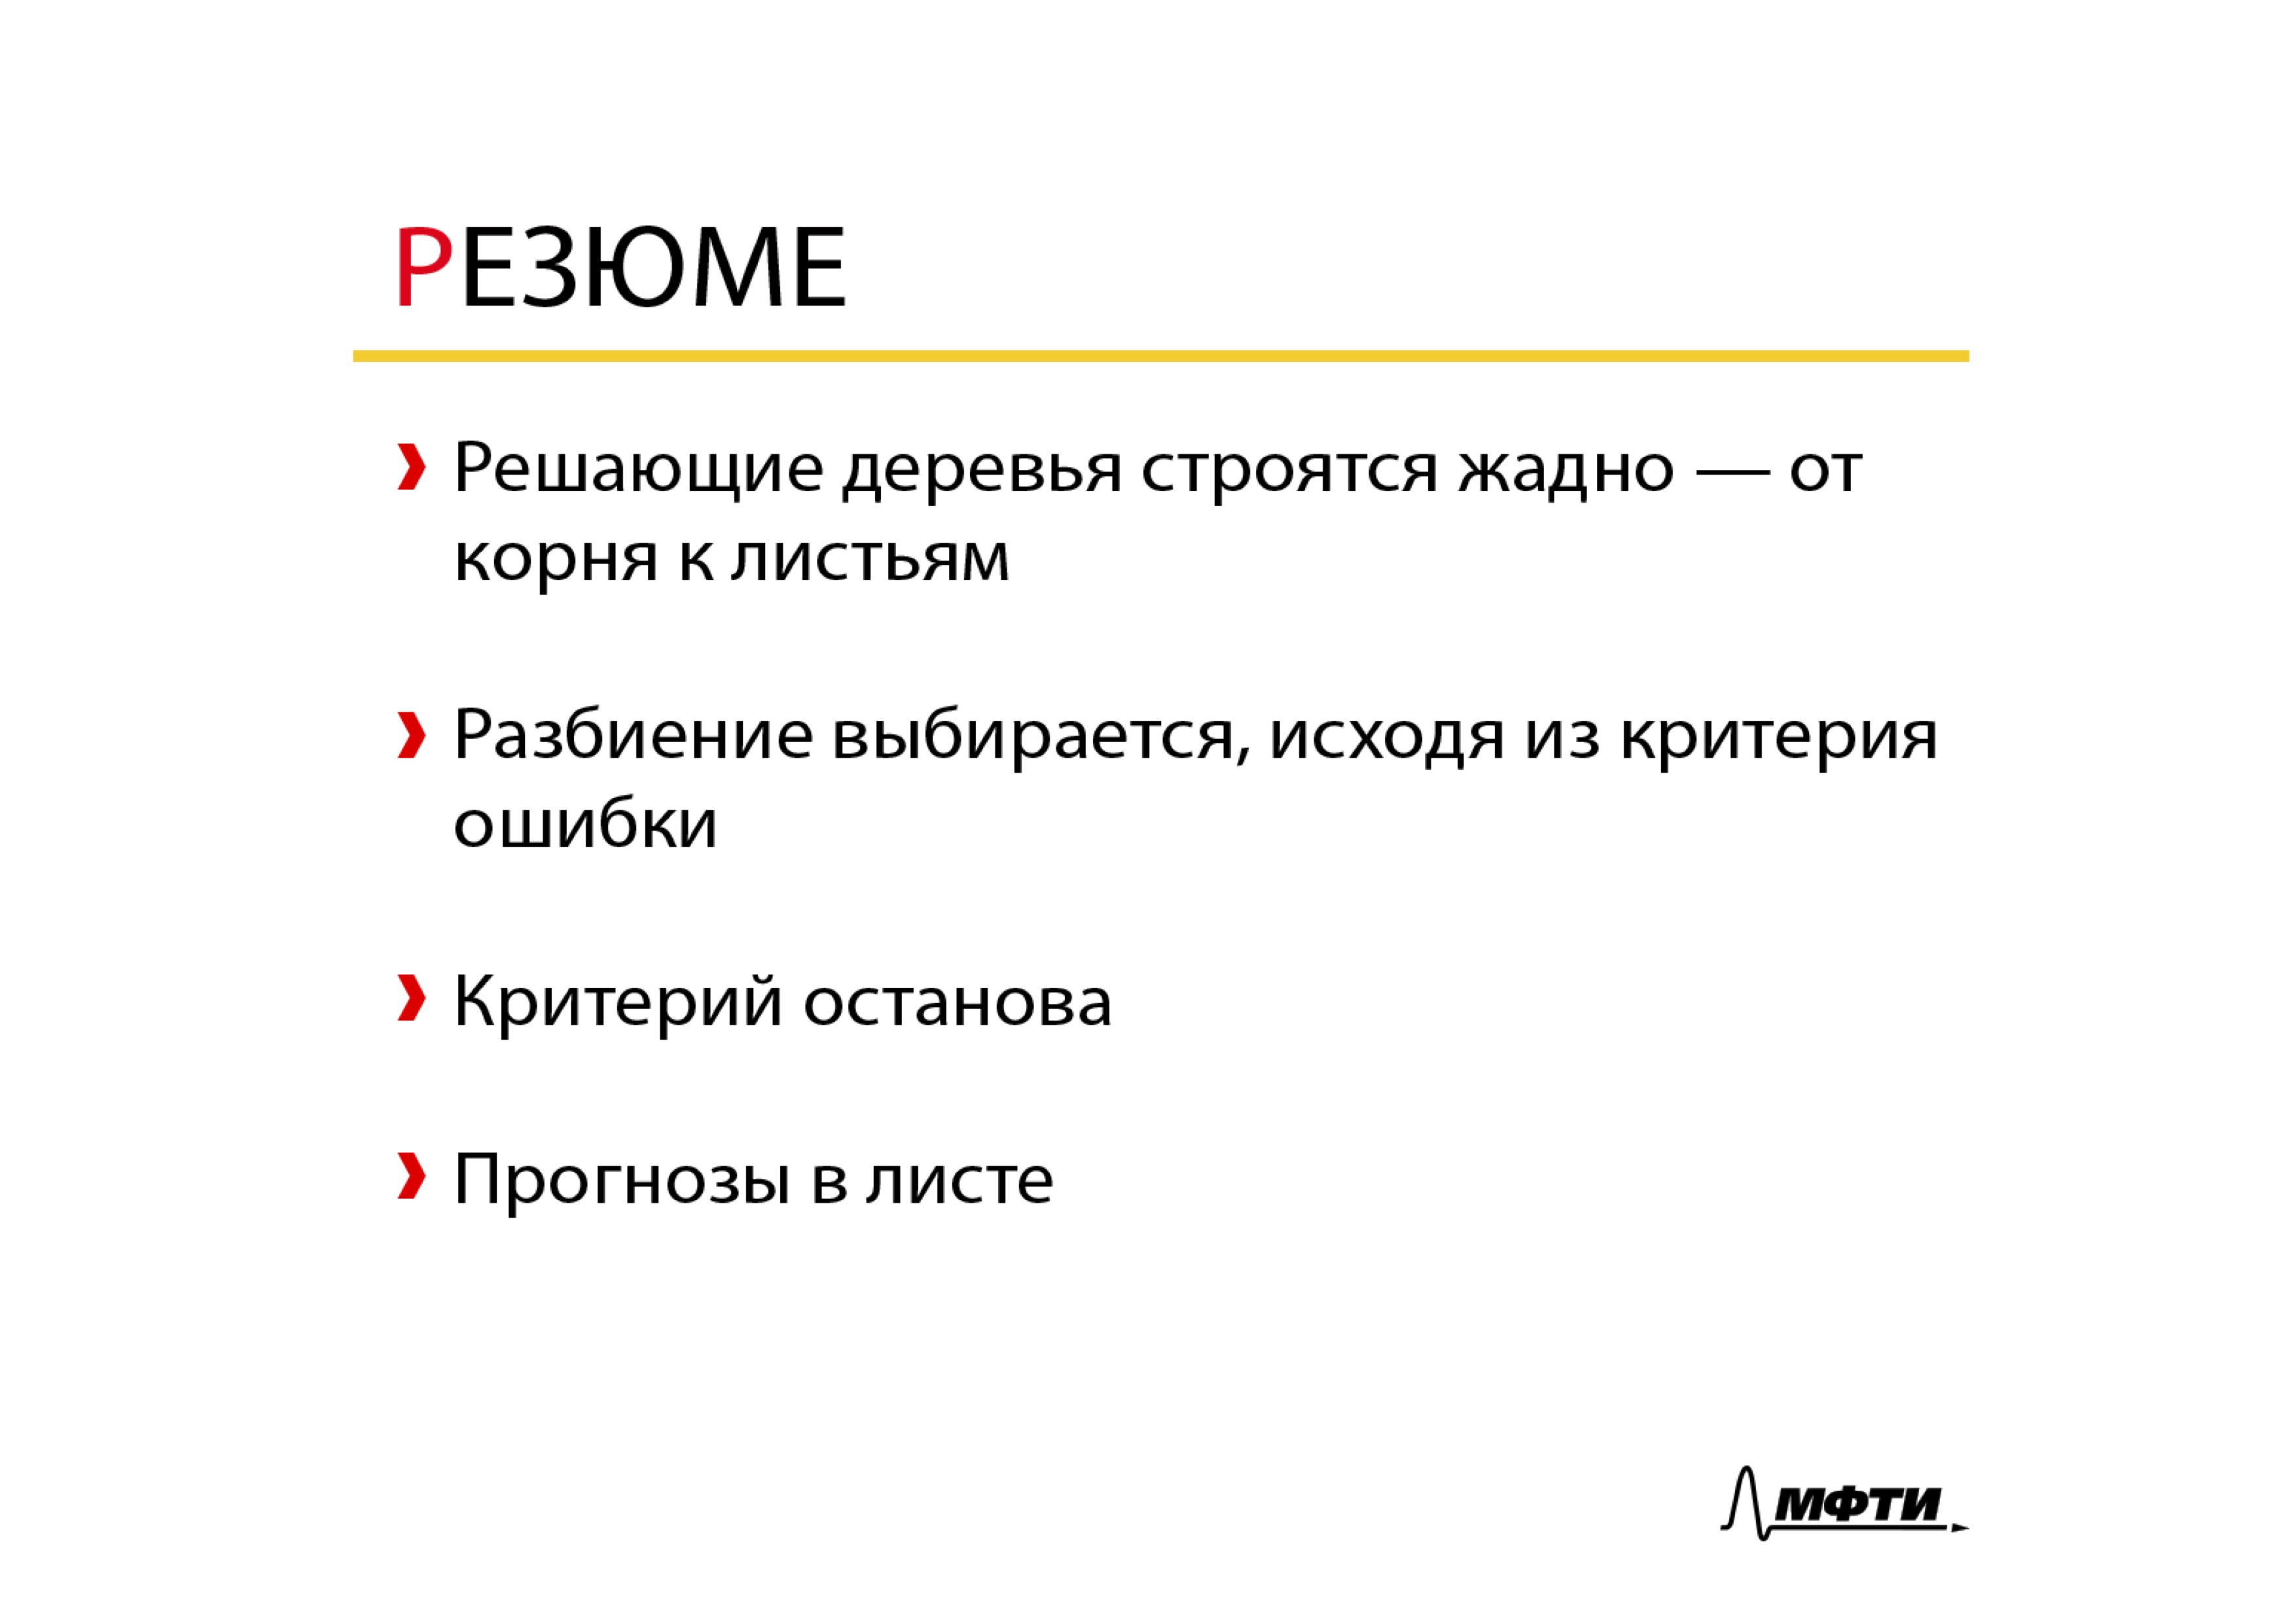 РЕЗЮМЕ
Решающие деревья строятся жадно — от
корня к листьям
Разбиение выбирается, исходя из критерия
ошибки
Критерий останова
Прогнозы в листе
МФТИ